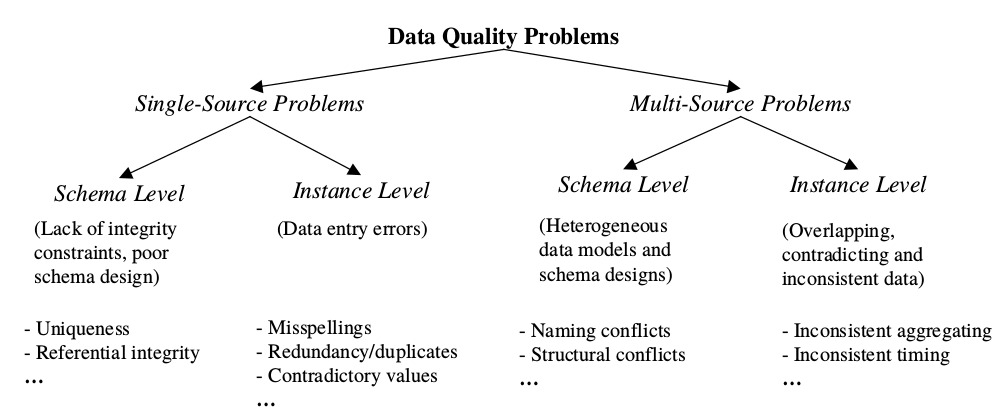 Data Quality Problems
Single-Source Problems
Multi-Source Problems
Schema Level
Instance Level
Schema Level
Instance Level
(Lack of integrity
constraints, poor
schema design)
(Data entry errors)
(Heterogeneous
data models and
schema designs)
(Overlapping,
contradicting and
inconsistent data)
- Uniqueness
- Referential integrity
...
- Misspellings
- Redundancy/duplicates
- Contradictory values
...
- Naming conflicts
- Structural conflicts
...
- Inconsistent aggregating
- Inconsistent timing
...